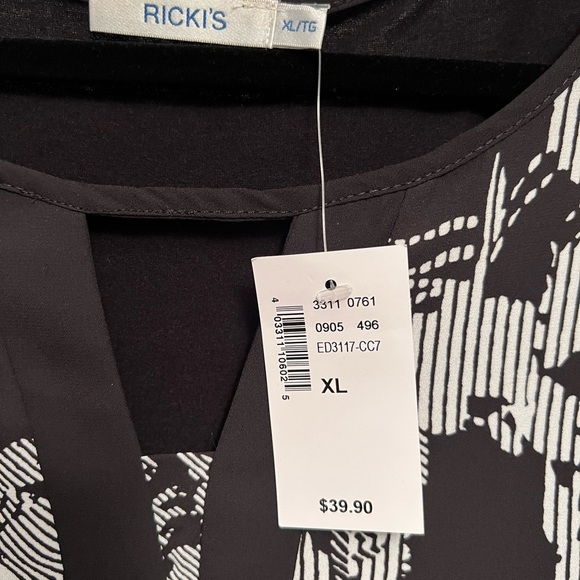 RICKI'S
XL/TG
3311 0761
0905 496
ED3117-CC7
XL
4 03311 10602 5
$39.90